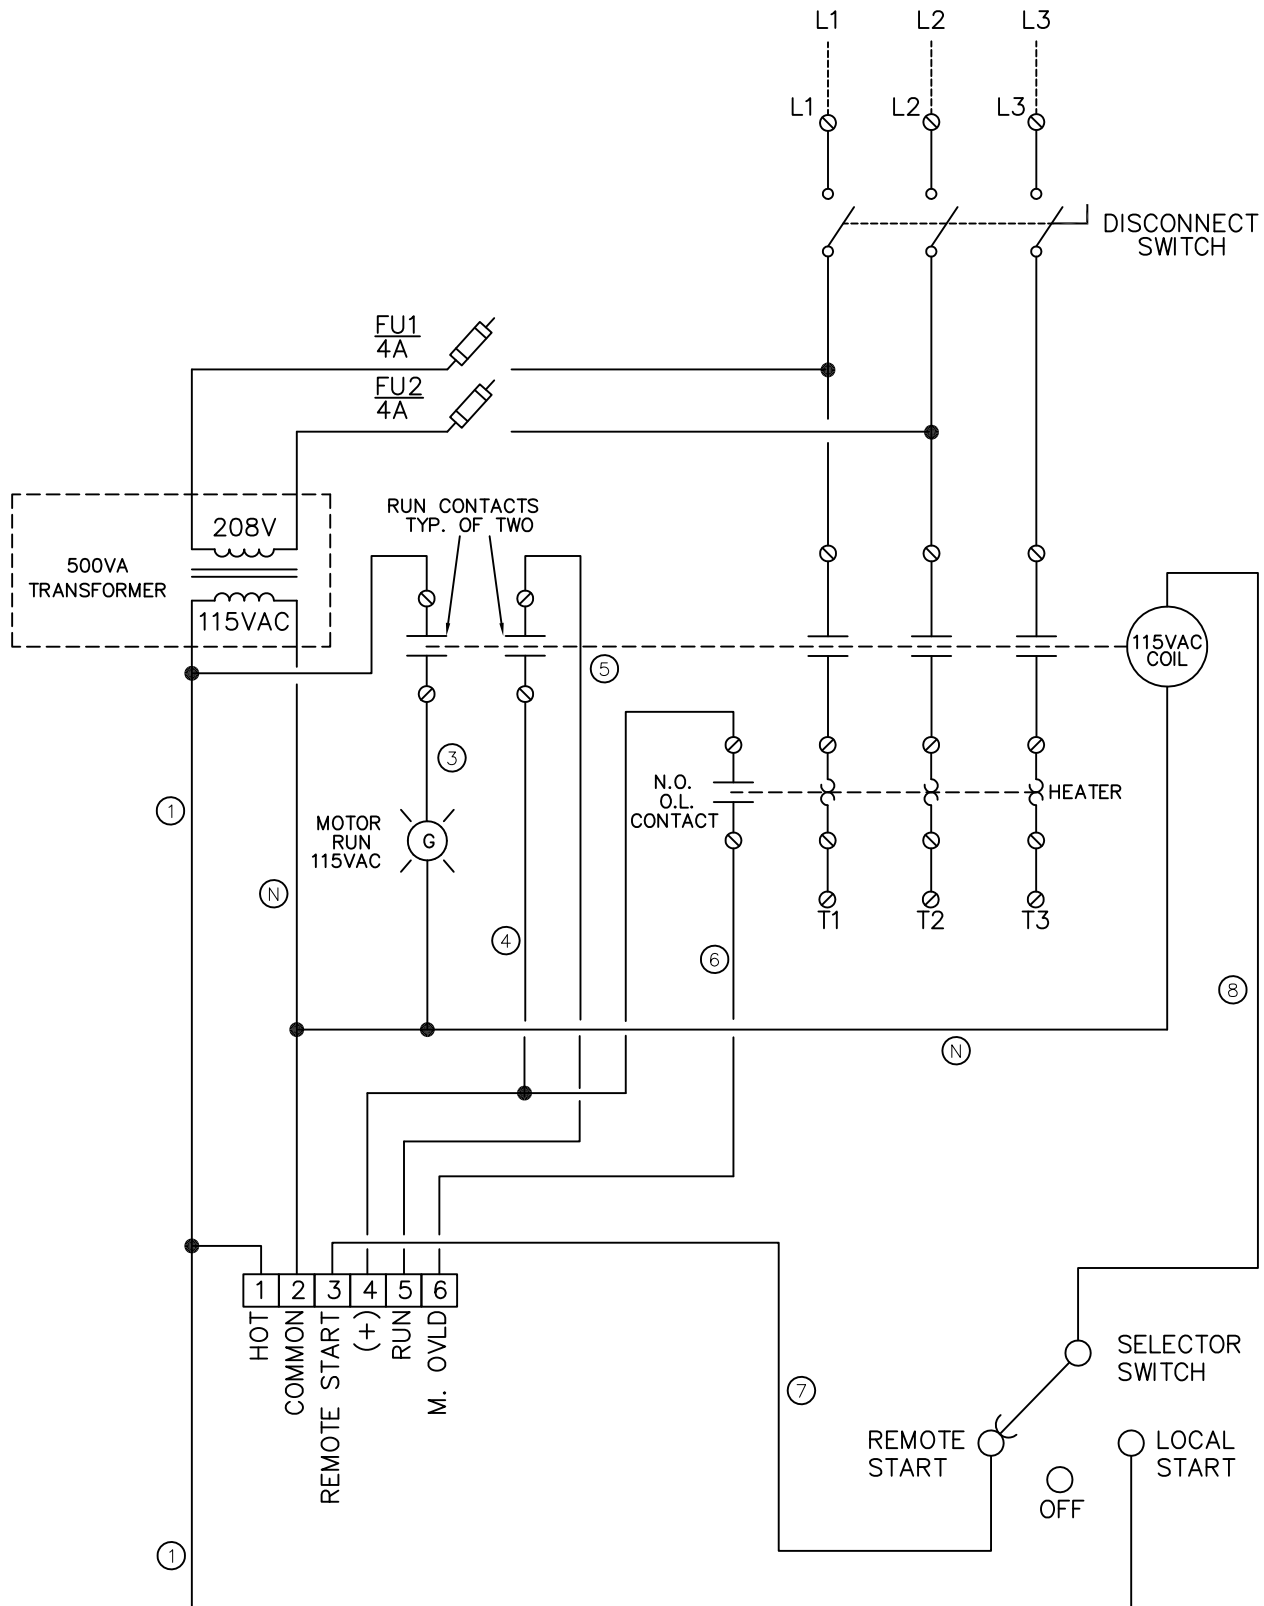 L1
L2
L3
L1
L2
L3
DISCONNECT
SWITCH
FU1
4A
FU2
4A
RUN CONTACTS
TYP. OF TWO
208V
500VA
TRANSFORMER
115VAC
115VAC
COIL
5
3
N.O.
O.L.
CONTACT
HEATER
1
MOTOR
RUN
115VAC
G
N
T1
T2
T3
4
6
8
N
1
2
3
4
5
6
HOT
COMMON
REMOTE START
(+)
RUN
M. OVLD
SELECTOR
SWITCH
7
REMOTE
START
LOCAL
START
OFF
1